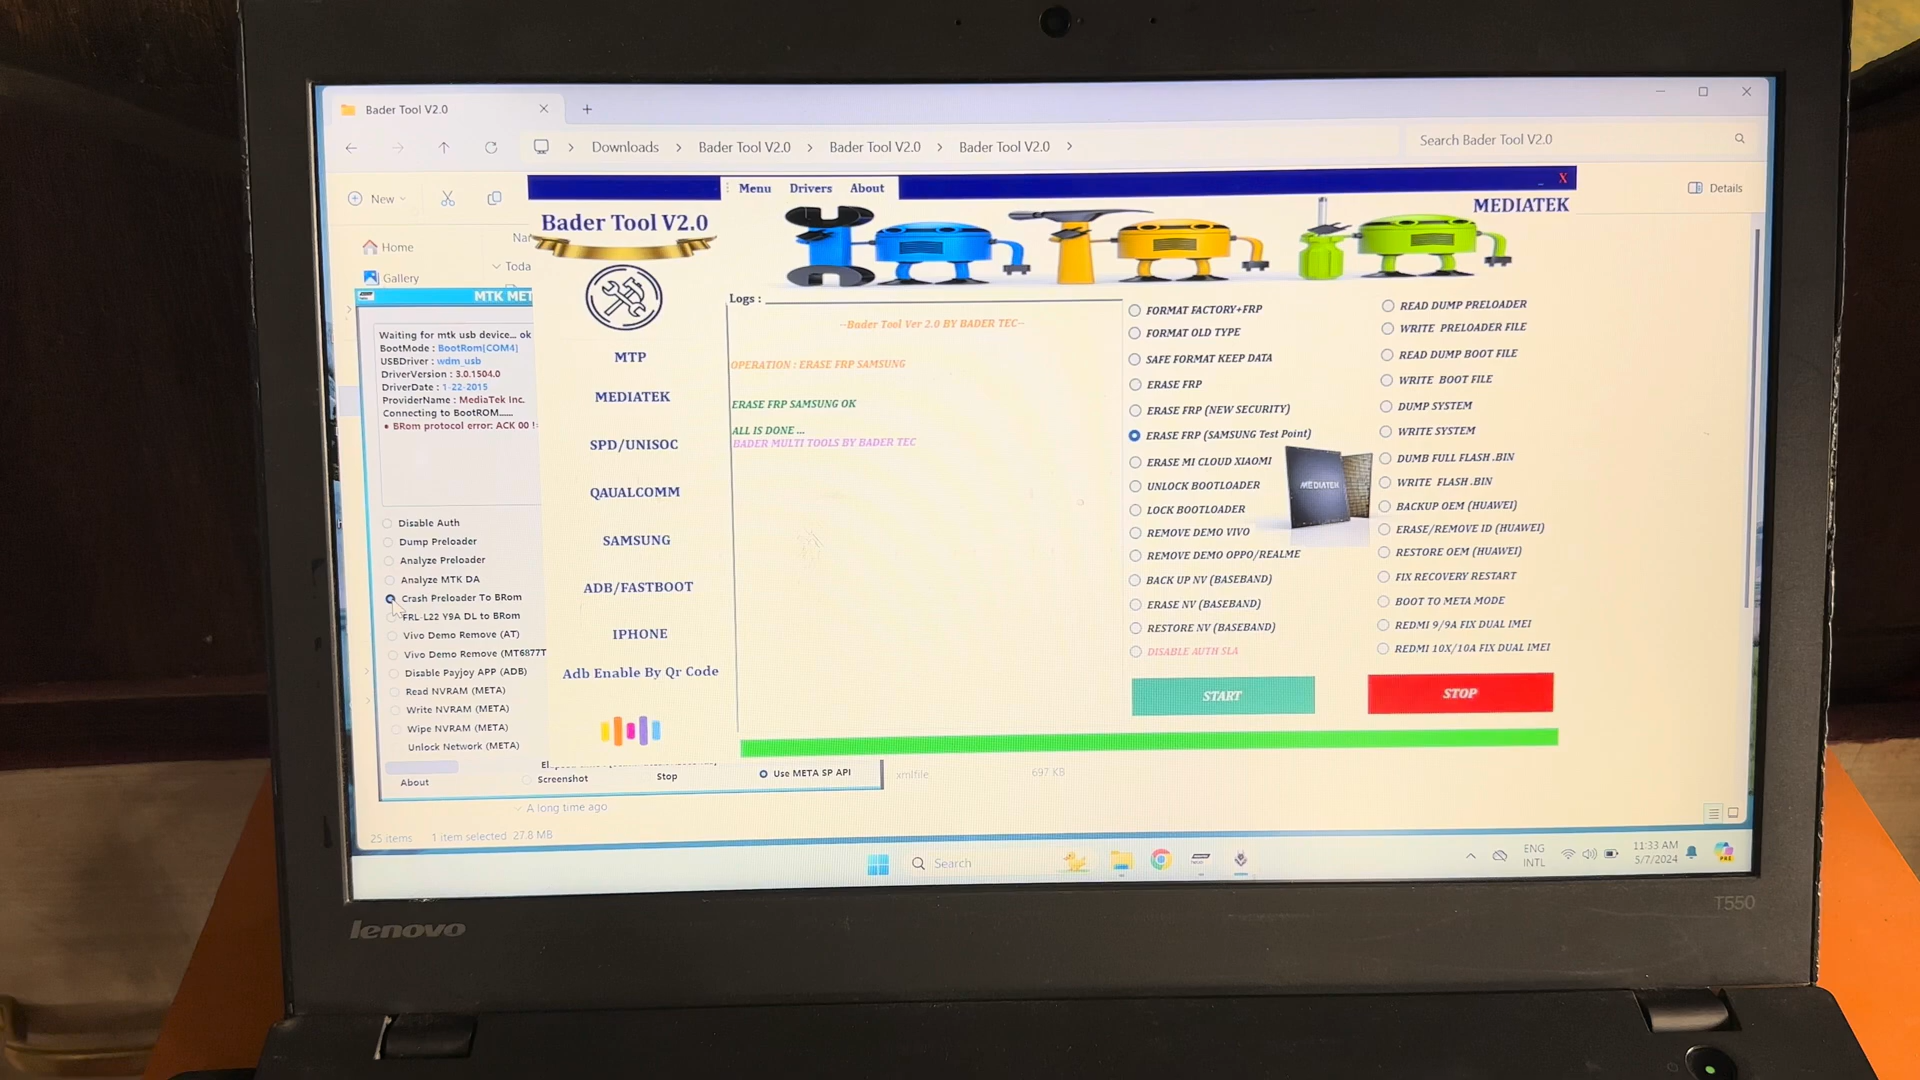 Bader Tool V2.0
Downloads > Bader Tool V2.0 > Bader Tool V2.0 > Bader Tool V2.0 >
Search Bader Tool V2.0
New
Details
Home
Gallery
Toda
Menu Drivers About
X
Bader Tool V2.0
MEDIATEK
MTP
MEDIATEK
SPD/UNISOC
QAUALCOMM
SAMSUNG
ADB/FASTBOOT
IPHONE
Adb Enable By Qr Code
Logs :
--Bader Tool Ver 2.0 BY BADER TEC--
OPERATION : ERASE FRP SAMSUNG
ERASE FRP SAMSUNG OK
ALL IS DONE ...
BADER MULTI TOOLS BY BADER TEC
FORMAT FACTORY+FRP
FORMAT OLD TYPE
SAFE FORMAT KEEP DATA
ERASE FRP
ERASE FRP (NEW SECURITY)
ERASE FRP (SAMSUNG Test Point)
ERASE MI CLOUD XIAOMI
UNLOCK BOOTLOADER
LOCK BOOTLOADER
REMOVE DEMO VIVO
REMOVE DEMO OPPO/REALME
BACK UP NV (BASEBAND)
ERASE NV (BASEBAND)
RESTORE NV (BASEBAND)
DISABLE AUTH SLA
MEDIATEK
READ DUMP PRELOADER
WRITE PRELOADER FILE
READ DUMP BOOT FILE
WRITE BOOT FILE
DUMP SYSTEM
WRITE SYSTEM
DUMB FULL FLASH .BIN
WRITE FLASH .BIN
BACKUP OEM (HUAWEI)
ERASE/REMOVE ID (HUAWEI)
RESTORE OEM (HUAWEI)
FIX RECOVERY RESTART
BOOT TO META MODE
REDMI 9/9A FIX DUAL IMEI
REDMI 10X/10A FIX DUAL IMEI
START
STOP
MTK MET
Waiting for mtk usb device... ok
BootMode : BootRom[COM4]
USBDriver : wdm_usb
DriverVersion : 3.0.1504.0
DriverDate : 1-22-2015
ProviderName : MediaTek Inc.
Connecting to BootROM......
• BRom protocol error: ACK 00 !=
Disable Auth
Dump Preloader
Analyze Preloader
Analyze MTK DA
Crash Preloader To BRom
FRL-L22 Y9A DL to BRom
Vivo Demo Remove (AT)
Vivo Demo Remove (MT6877T
Disable Payjoy APP (ADB)
Read NVRAM (META)
Write NVRAM (META)
Wipe NVRAM (META)
Unlock Network (META)
About
Screenshot
Stop
Use META SP API
xmlfile
697 KB
A long time ago
25 items 1 item selected 27.8 MB
Search
ENG
INTL
11:33 AM
5/7/2024
lenovo
T550